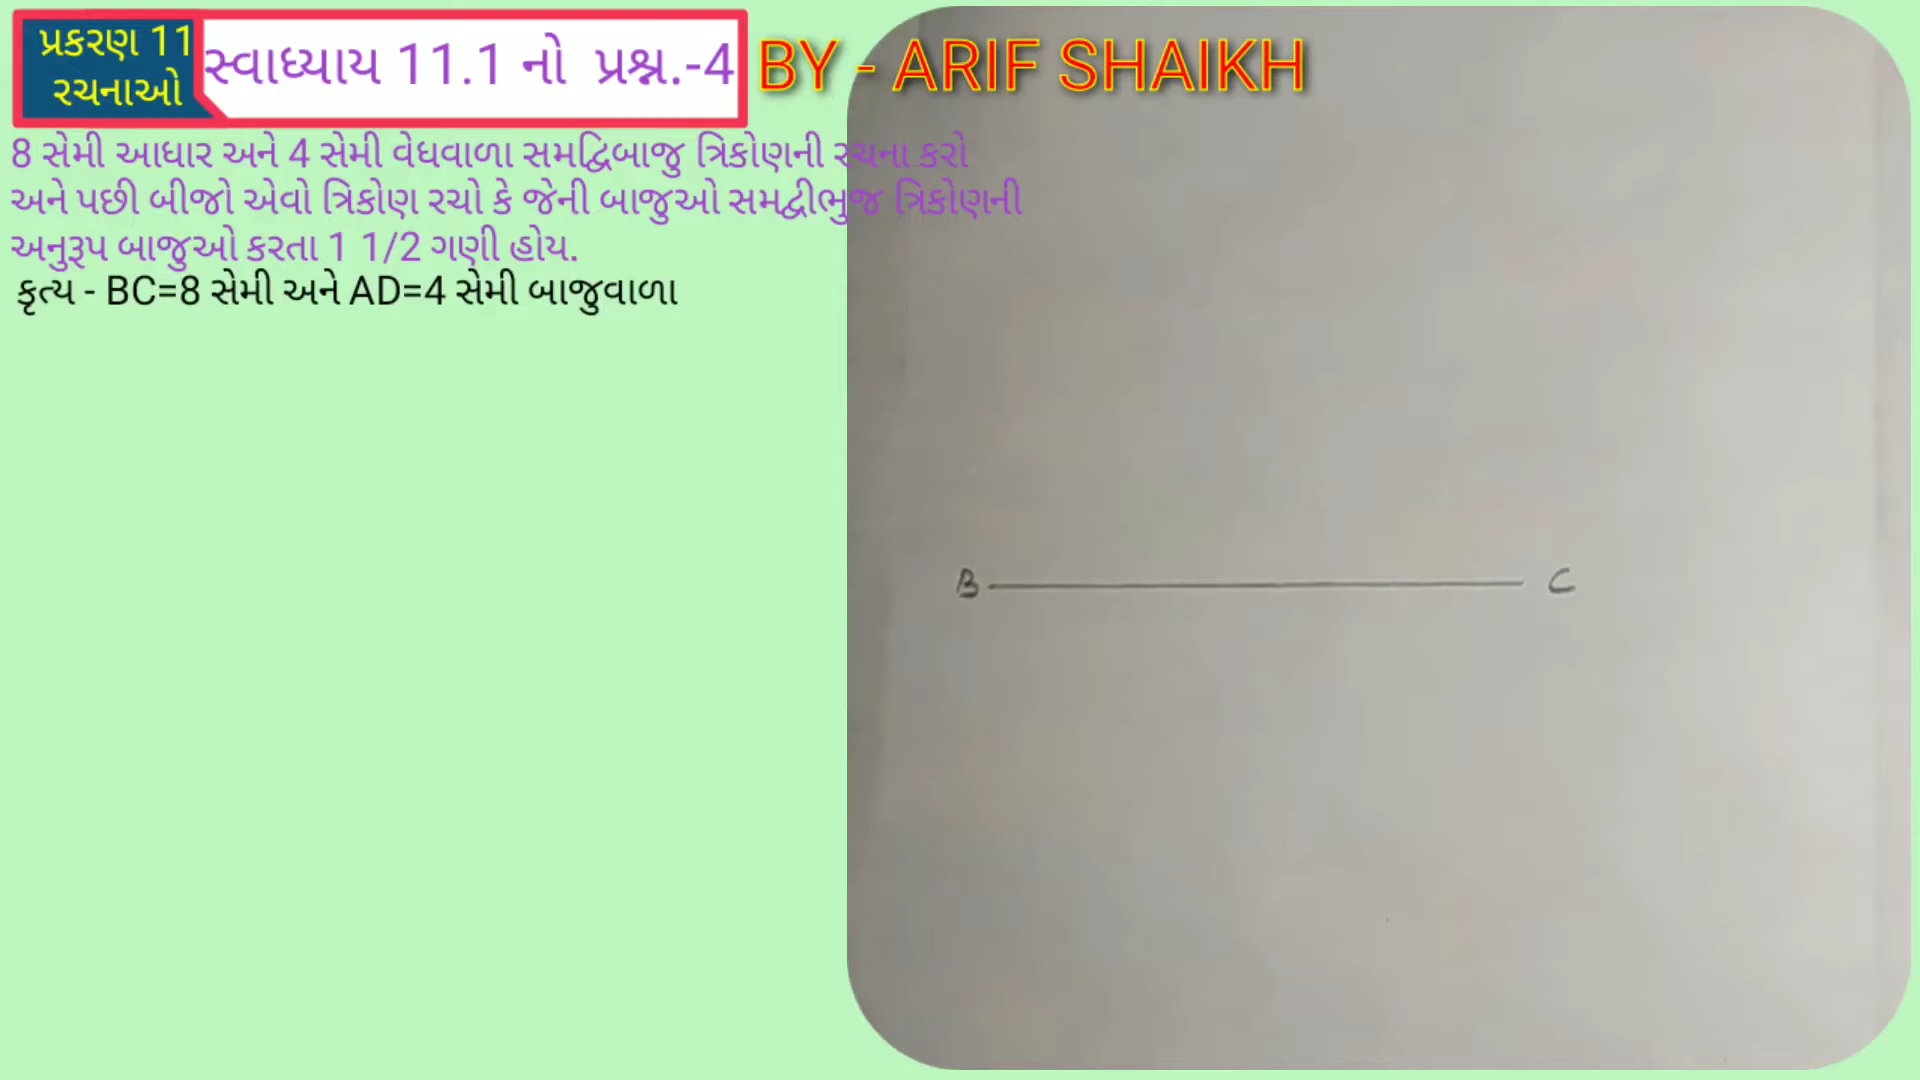 પ્રકરણ 11
રચનાઓ
સ્વાધ્યાય 11.1 નો પ્રશ્ન.-4
BY - ARIF SHAIKH
8 સેમી આધાર અને 4 સેમી વેધવાળા સમદ્વિબાજુ ત્રિકોણની રચના કરો
અને પછી બીજો એવો ત્રિકોણ રચો કે જેની બાજુઓ સમદ્વીભુજ ત્રિકોણની
અનુરૂપ બાજુઓ કરતા 1 1/2 ગણી હોય.
કૃત્ય - BC=8 સેમી અને AD=4 સેમી બાજુવાળા
B C